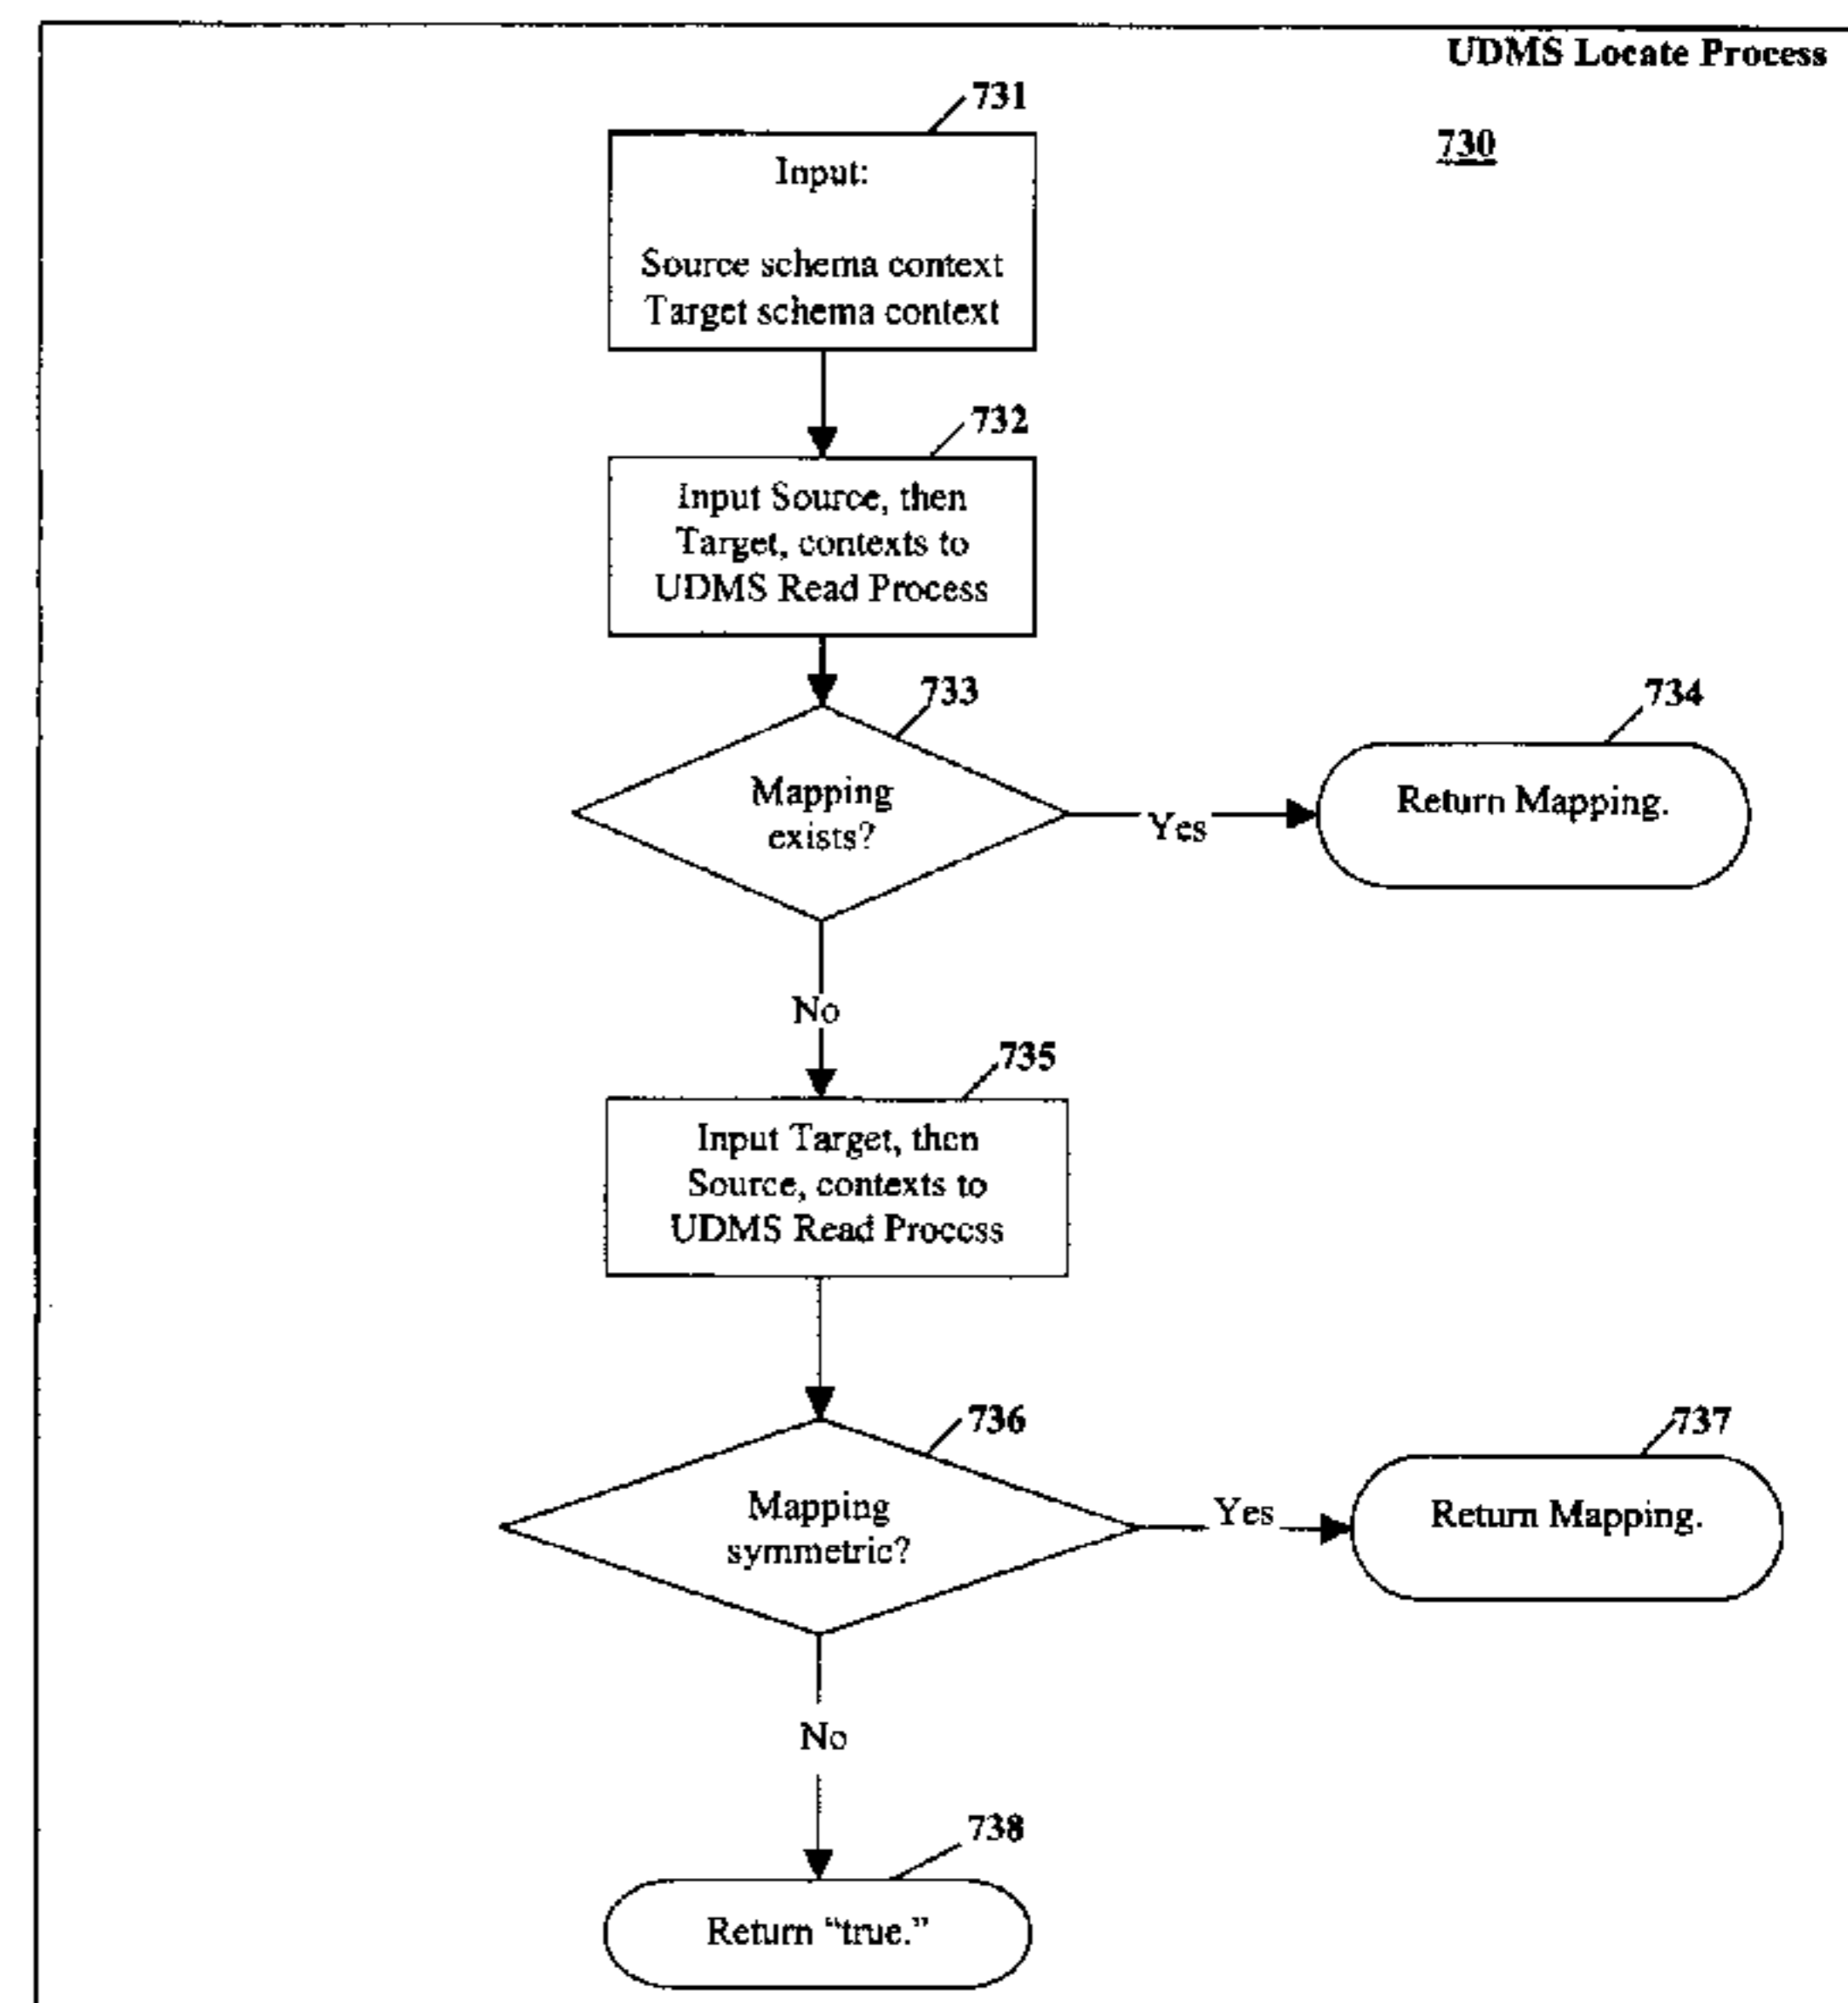 UDMS Locate Process
730
731
Input:
Source schema context
Target schema context
732
Input Source, then
Target, contexts to
UDMS Read Process
733
Mapping
exists?
Yes
734
Return Mapping.
No
735
Input Target, then
Source, contexts to
UDMS Read Process
736
Mapping
symmetric?
Yes
737
Return Mapping.
No
738
Return “true.”